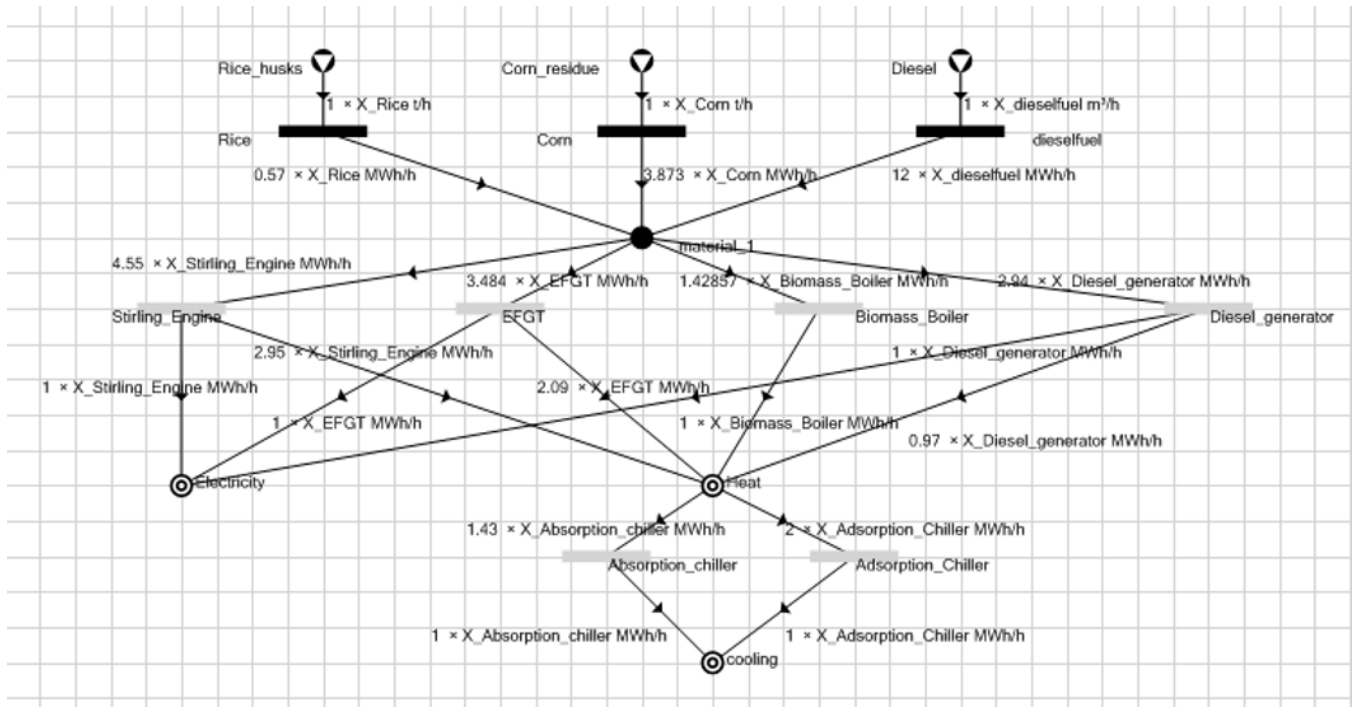 Rice_husks
Corn_residue
Diesel
1 × X_Rice t/h
1 × X_Corn t/h
1 × X_dieselfuel m³/h
Rice
Corn
dieselfuel
0.57 × X_Rice MWh/h
3.873 × X_Corn MWh/h
12 × X_dieselfuel MWh/h
material_1
4.55 × X_Stirling_Engine MWh/h
3.484 × X_EFGT MWh/h
1.42857 × X_Biomass_Boiler MWh/h
2.94 × X_Diesel_generator MWh/h
Stirling_Engine
EFGT
Biomass_Boiler
Diesel_generator
2.95 × X_Stirling_Engine MWh/h
1 × X_Diesel_generator MWh/h
1 × X_Stirling_Engine MWh/h
2.09 × X_EFGT MWh/h
1 × X_EFGT MWh/h
1 × X_Biomass_Boiler MWh/h
0.97 × X_Diesel_generator MWh/h
Electricity
Heat
1.43 × X_Absorption_chiller MWh/h
2 × X_Adsorption_Chiller MWh/h
Absorption_chiller
Adsorption_Chiller
1 × X_Absorption_chiller MWh/h
1 × X_Adsorption_Chiller MWh/h
cooling